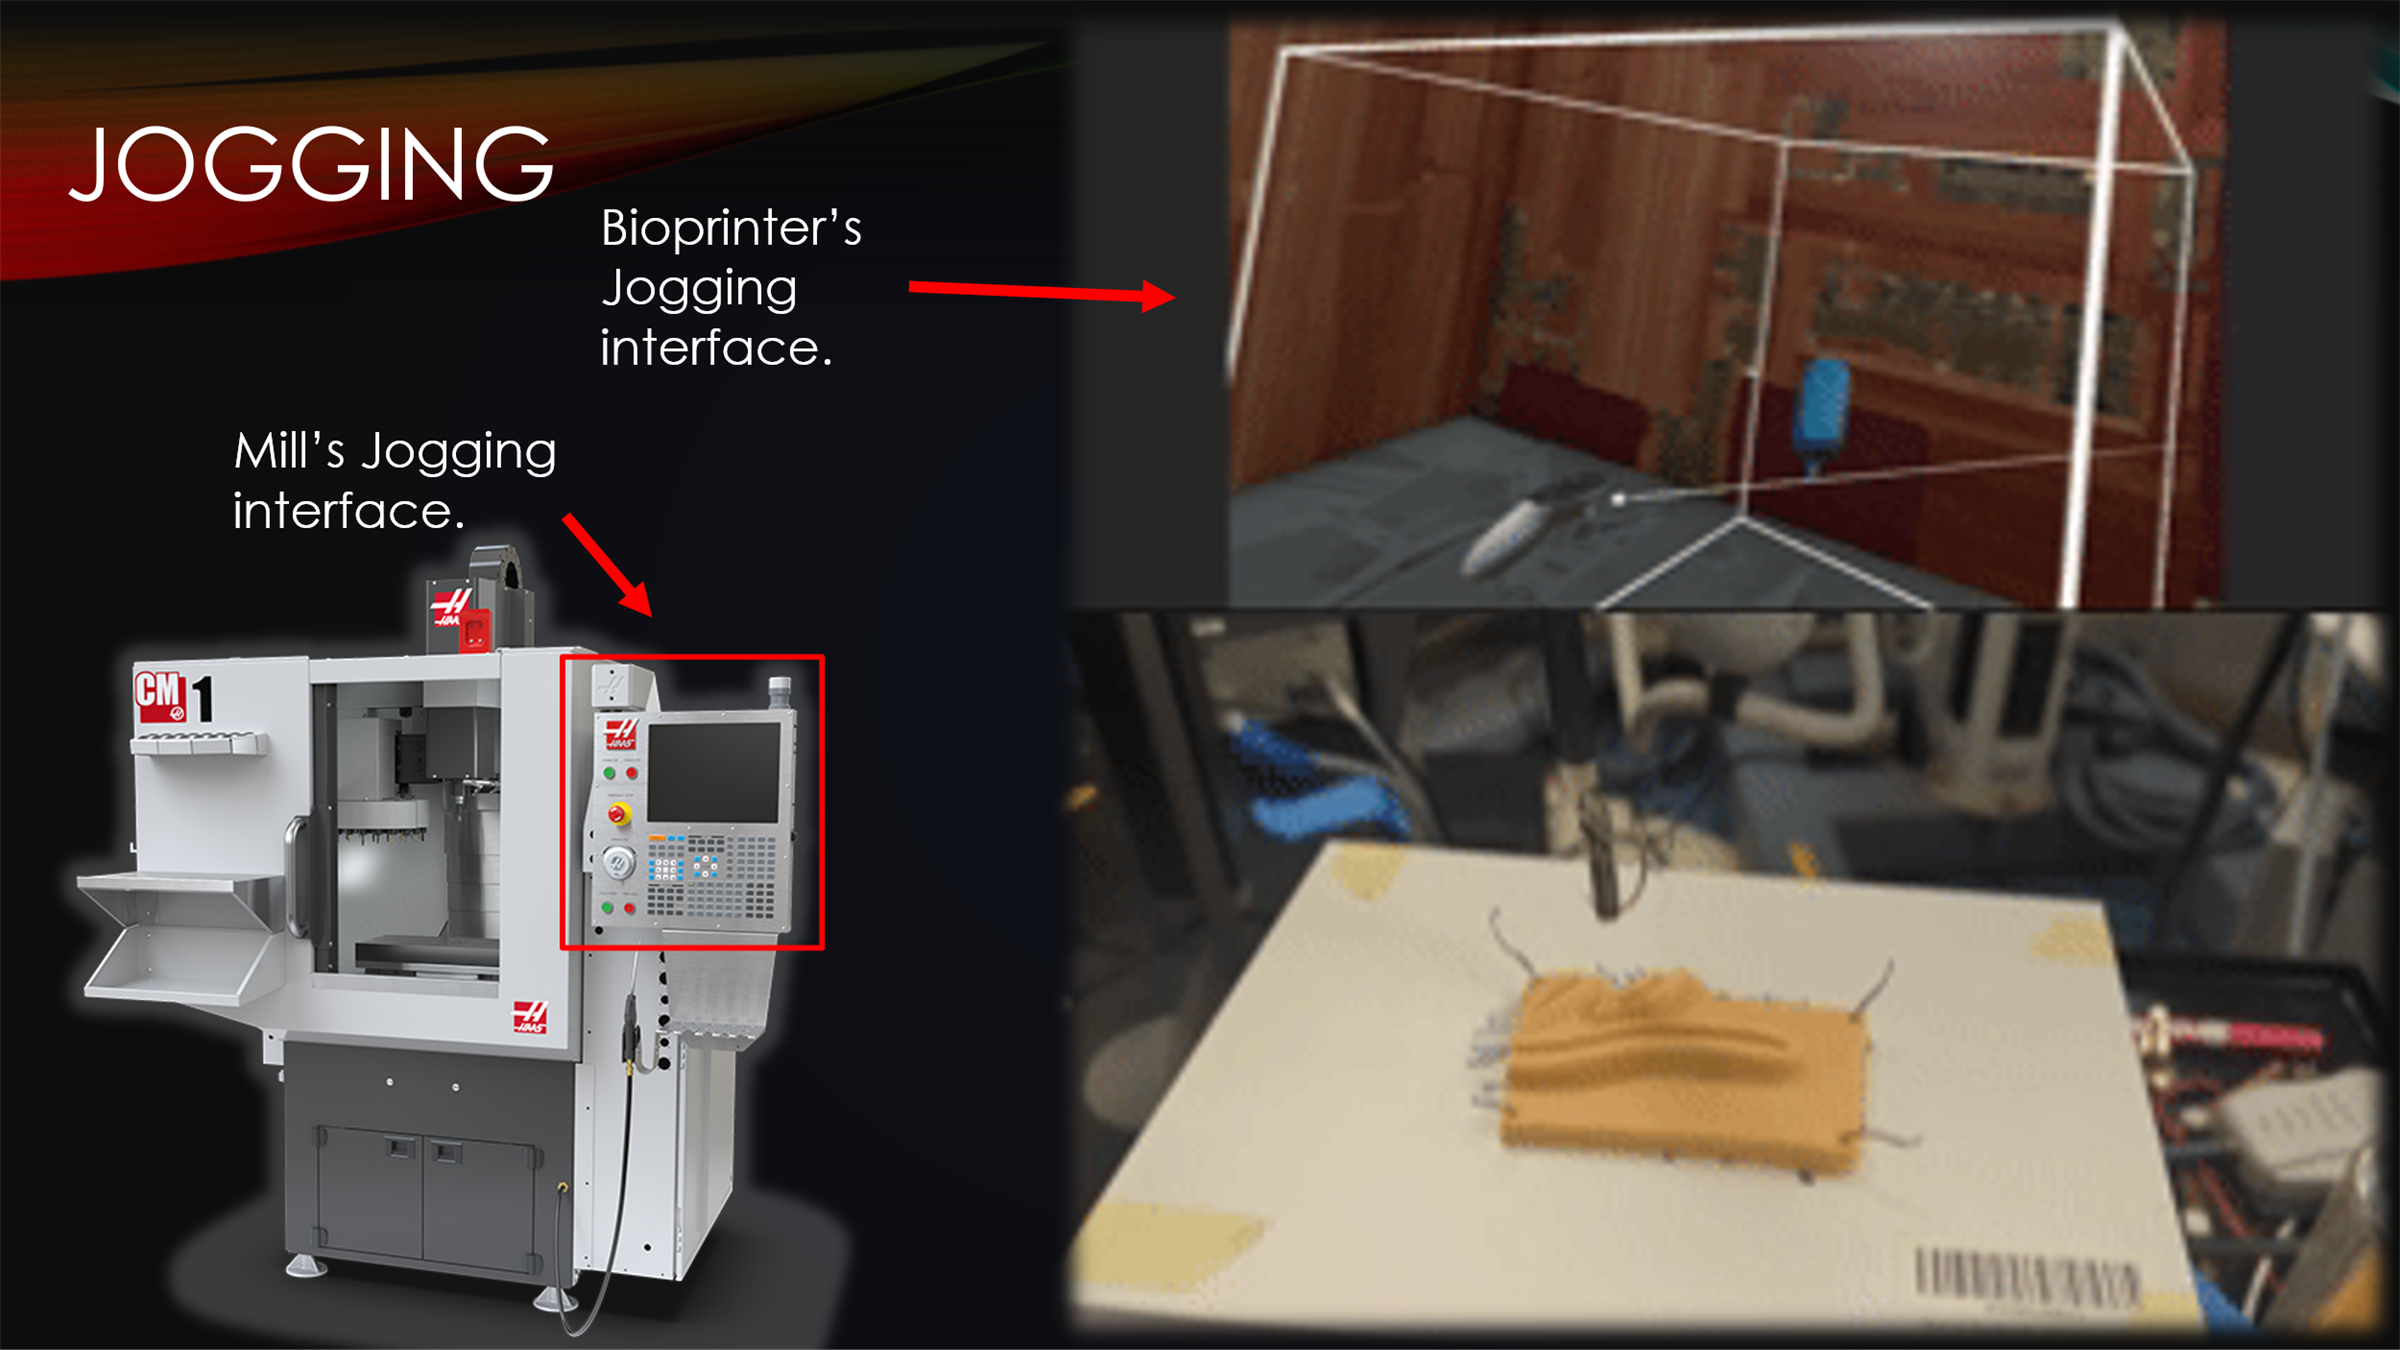 JOGGING
Bioprinter’s
Jogging
interface.
Mill’s Jogging
interface.
HAAS
CM 1
HAAS
HAAS